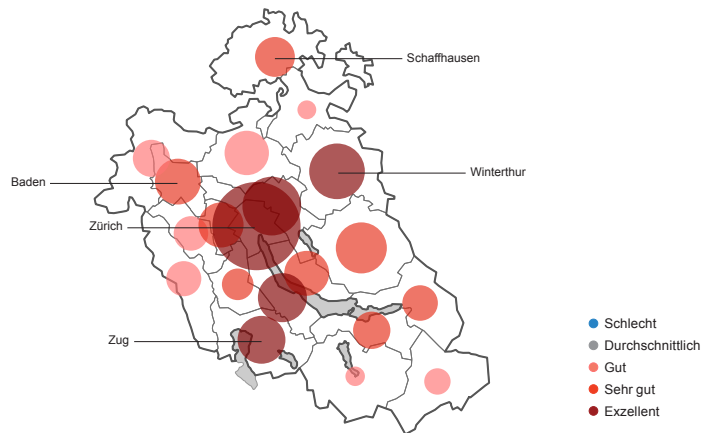 Schaffhausen
Winterthur
Baden
Zürich
Zug
Schlecht
Durchschnittlich
Gut
Sehr gut
Exzellent